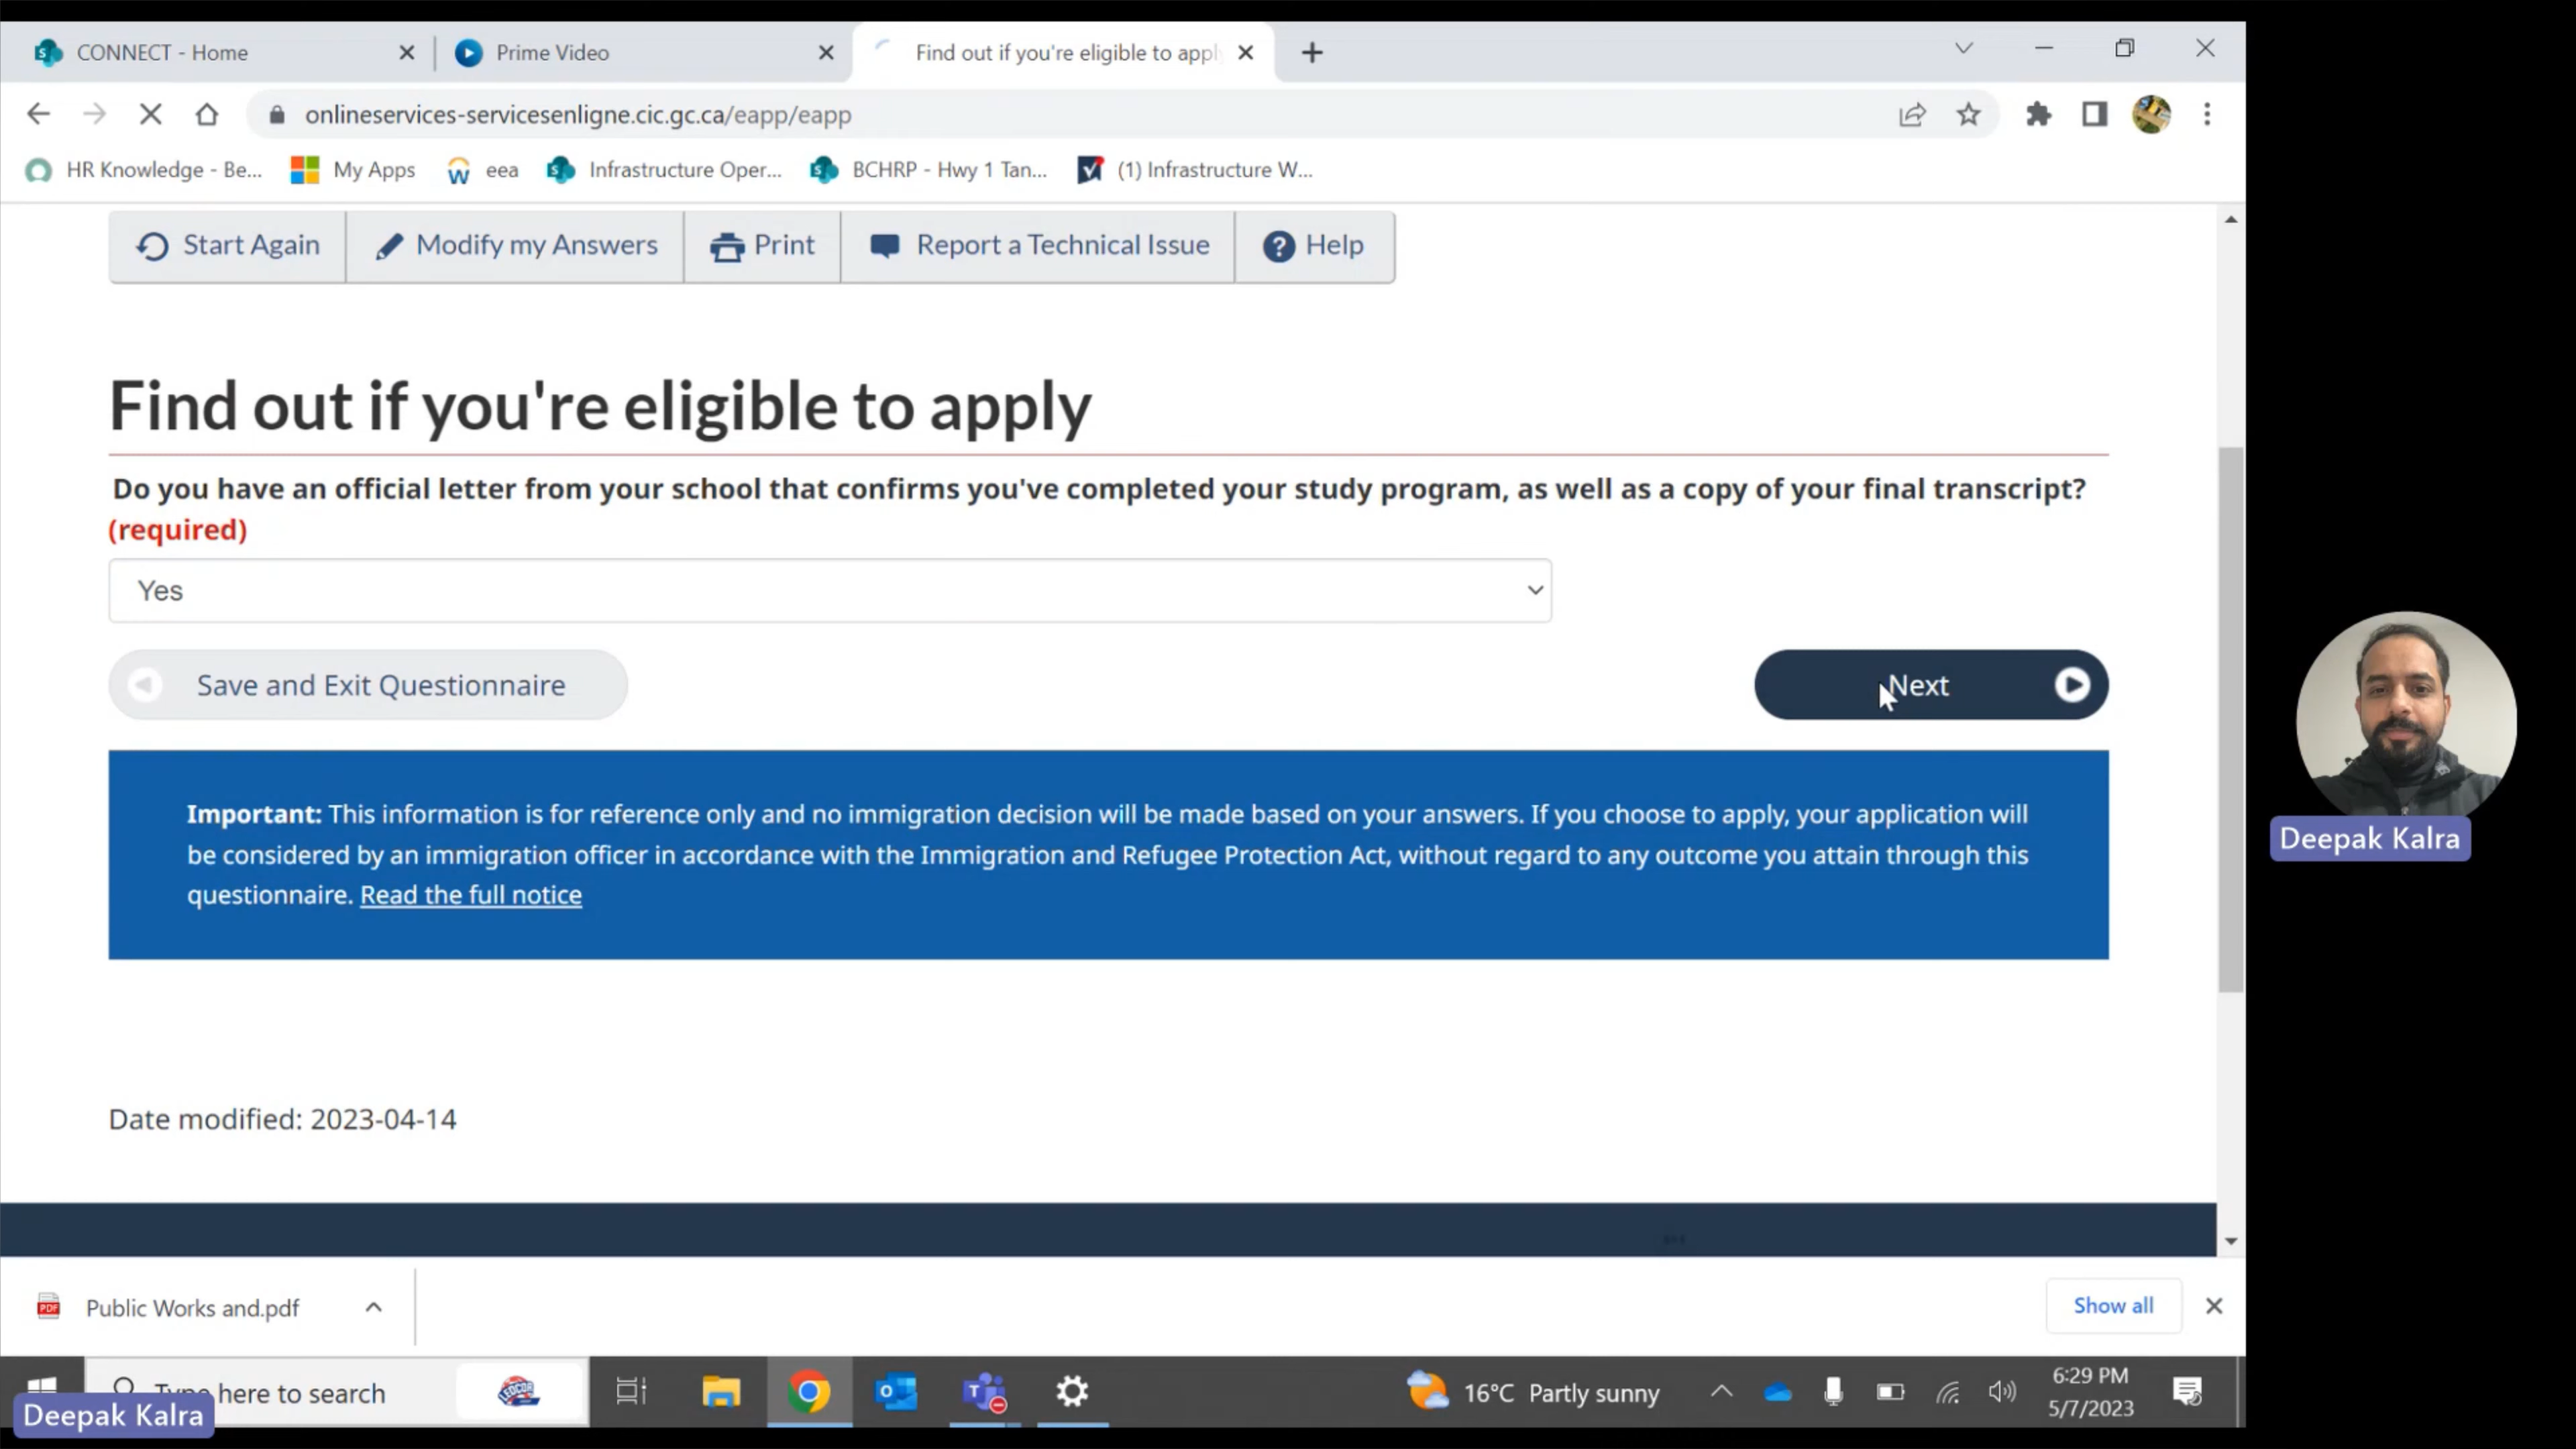 CONNECT - Home
Prime Video
Find out if you're eligible to appl
onlineservices-servicesenligne.cic.gc.ca/eapp/eapp
HR Knowledge - Be...
My Apps
eea
Infrastructure Oper...
BCHRP - Hwy 1 Tan...
(1) Infrastructure W...
Start Again
Modify my Answers
Print
Report a Technical Issue
Help
Find out if you're eligible to apply
Do you have an official letter from your school that confirms you've completed your study program, as well as a copy of your final transcript?
(required)
Yes
Save and Exit Questionnaire
Next
Important: This information is for reference only and no immigration decision will be made based on your answers. If you choose to apply, your application will
be considered by an immigration officer in accordance with the Immigration and Refugee Protection Act, without regard to any outcome you attain through this
questionnaire. Read the full notice
Deepak Kalra
Date modified: 2023-04-14
Public Works and.pdf
Show all
Type here to search
LEDCOR
16°C Partly sunny
6:29 PM
5/7/2023
Deepak Kalra